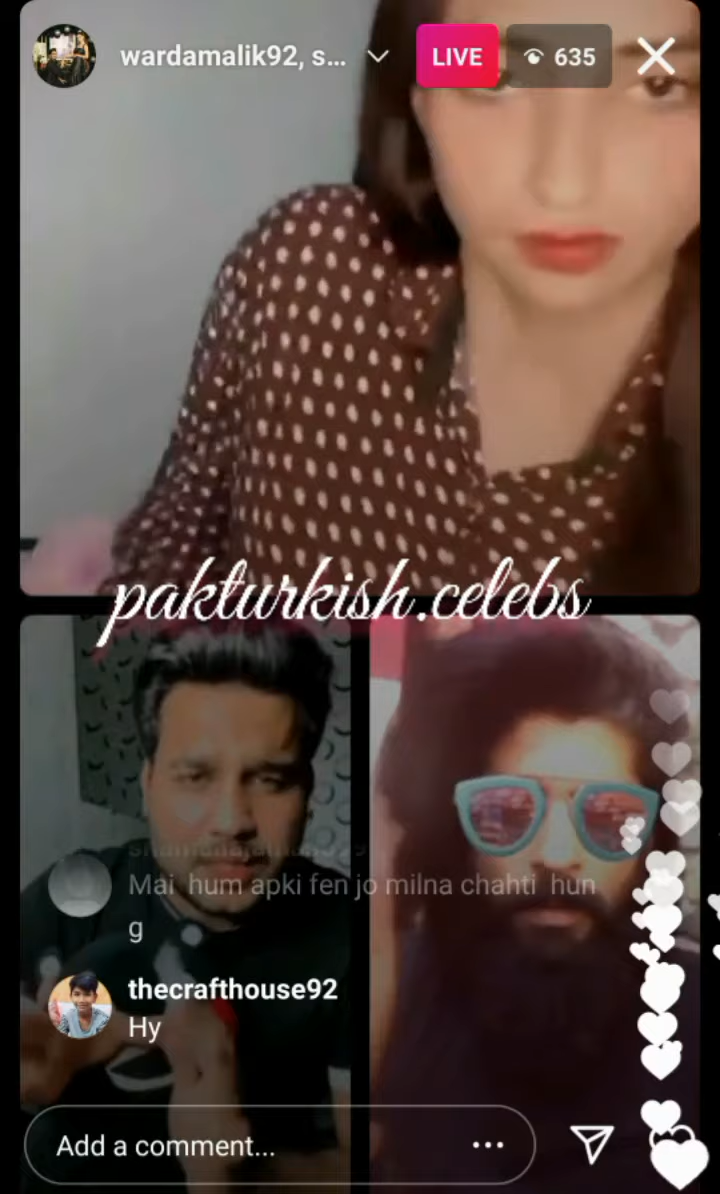 wardamalik92, s...
LIVE
635
pakturkish.celebs
Mai hum apki fen jo milna chahti hun
g
thecrafthouse92
Hy
Add a comment...